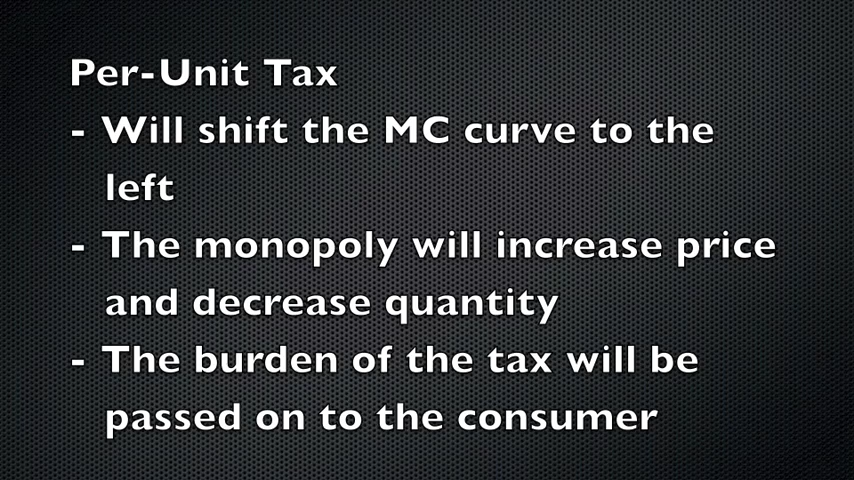 Per-Unit Tax
- Will shift the MC curve to the
left
- The monopoly will increase price
and decrease quantity
- The burden of the tax will be
passed on to the consumer